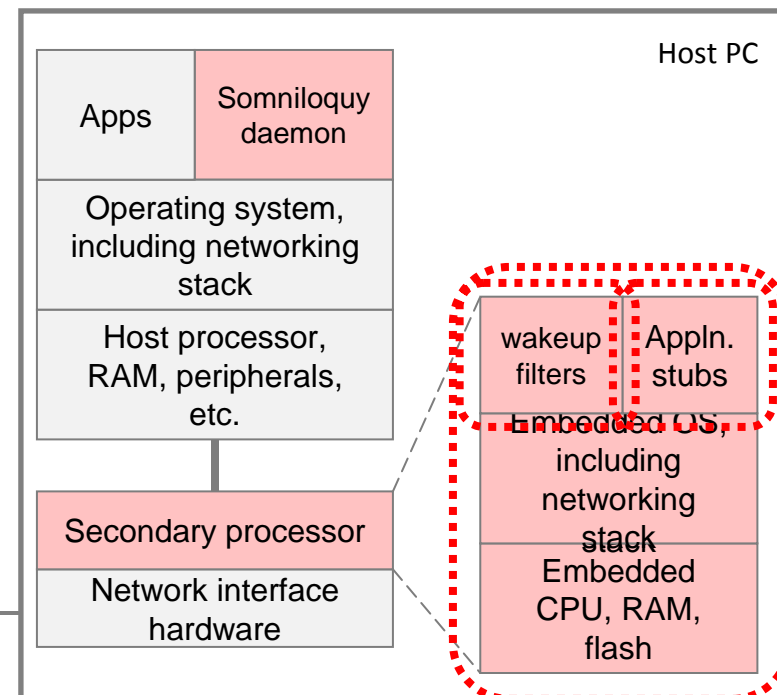 Host PC
Apps
Somniloquy
daemon
Operating system,
including networking
stack
Host processor,
RAM, peripherals,
etc.
Secondary processor
Network interface
hardware
wakeup
filters
Appln.
stubs
Embedded OS,
including
networking
stack
Embedded
CPU, RAM,
flash